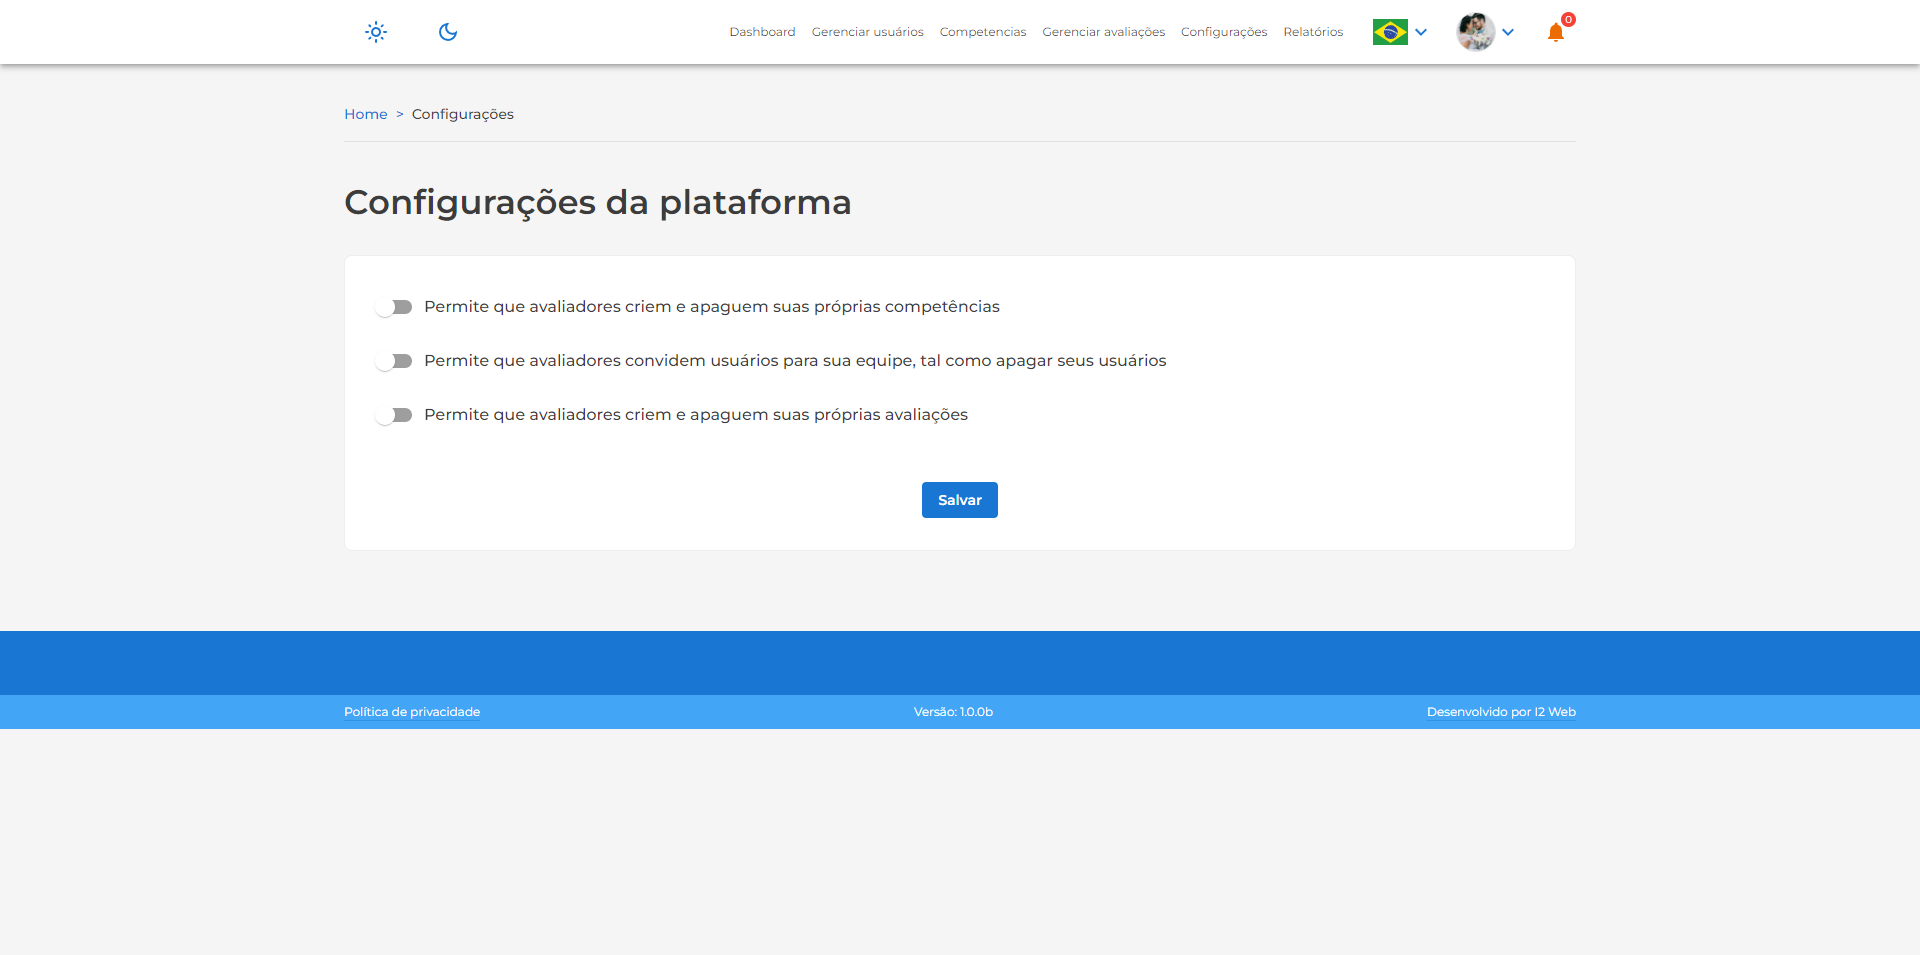 Dashboard Gerenciar usuários Competencias Gerenciar avaliações Configurações Relatórios 0
Home > Configurações
Configurações da plataforma
Permite que avaliadores criem e apaguem suas próprias competências
Permite que avaliadores convidem usuários para sua equipe, tal como apagar seus usuários
Permite que avaliadores criem e apaguem suas próprias avaliações
Salvar
Política de privacidade Versão: 1.0.0b Desenvolvido por I2 Web